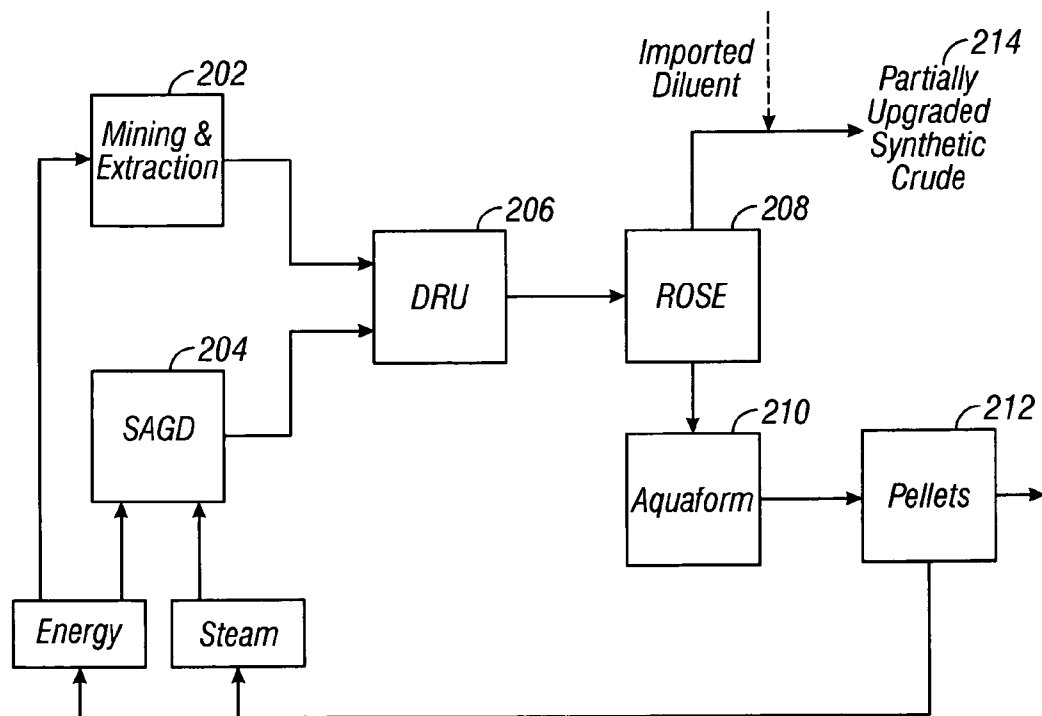 202
Mining &
Extraction
Imported
Diluent
214
Partially
Upgraded
Synthetic
Crude
206
DRU
208
ROSE
204
SAGD
210
Aquaform
212
Pellets
Energy
Steam